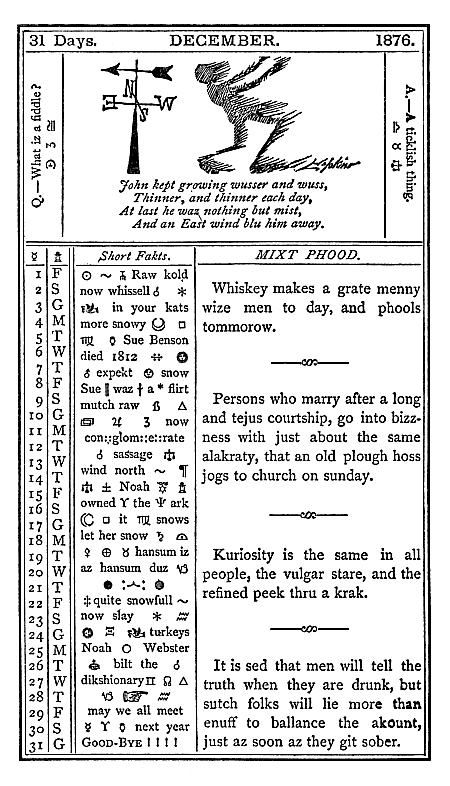 31 Days. DECEMBER. 1876.
Q.—What iz a fiddle?
N
E W
S
Hopkins
A.—A ticklish thing.
John kept growing wusser and wuss,
Thinner, and thinner each day,
At last he waz nothing but mist,
And an East wind blu him away.
Short Fakts.
1 F ☉ ~ Raw kold
2 S now whissell ☌ *
3 G in your kats
4 M more snowy □
5 T ♏ Sue Benson
6 W died 1812
7 T ☌ expekt snow
8 F Sue waz † a * flirt
9 S mutch raw △
10 G ♃ 3 now
11 M con::glom::e::rate
12 T ☌ sassage
13 W wind north ~ ¶
14 T ± Noah
15 F owned ♈ the Ψ ark
16 S ☾ □ it ♏ snows
17 G let her snow ♄
18 M ♀ ⊕ ♉ hansum iz
19 T az hansum duz ♑
20 W
21 T ‡ quite snowfull ~
22 F now slay * ♒
23 S turkeys
24 G Noah ○ Webster
25 M bilt the ☌
26 T dikshionary ♊ ☊ △
27 W ♑ ☞ ♒
28 T may we all meet
29 F ☿ ♈ next year
30 S GOOD-BYE ! ! ! !
31 G
MIXT PHOOD.
Whiskey makes a grate menny
wize men to day, and phools
tommorow.
Persons who marry after a long
and tejus courtship, go into bizz-
ness with just about the same
alakraty, that an old plough hoss
jogs to church on sunday.
Kuriosity is the same in all
people, the vulgar stare, and the
refined peek thru a krak.
It is sed that men will tell the
truth when they are drunk, but
sutch folks will lie more than
enuff to ballance the akount,
just az soon az they git sober.